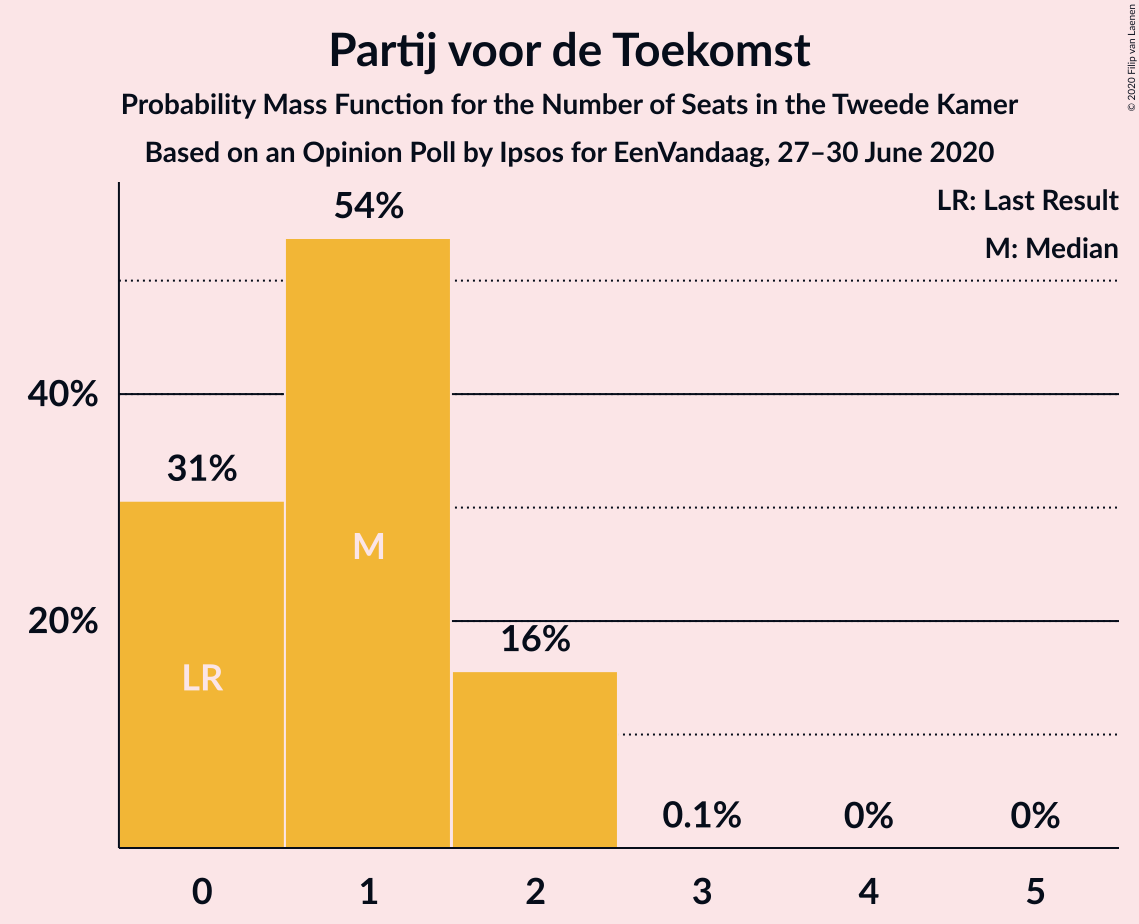 Partij voor de Toekomst
Probability Mass Function for the Number of Seats in the Tweede Kamer
Based on an Opinion Poll by Ipsos for EenVandaag, 27–30 June 2020
© 2020 Filip van Laenen
LR: Last Result
M: Median
54%
40%
31%
M
20%
16%
LR
0.1%
0%
0%
0
1
2
3
4
5